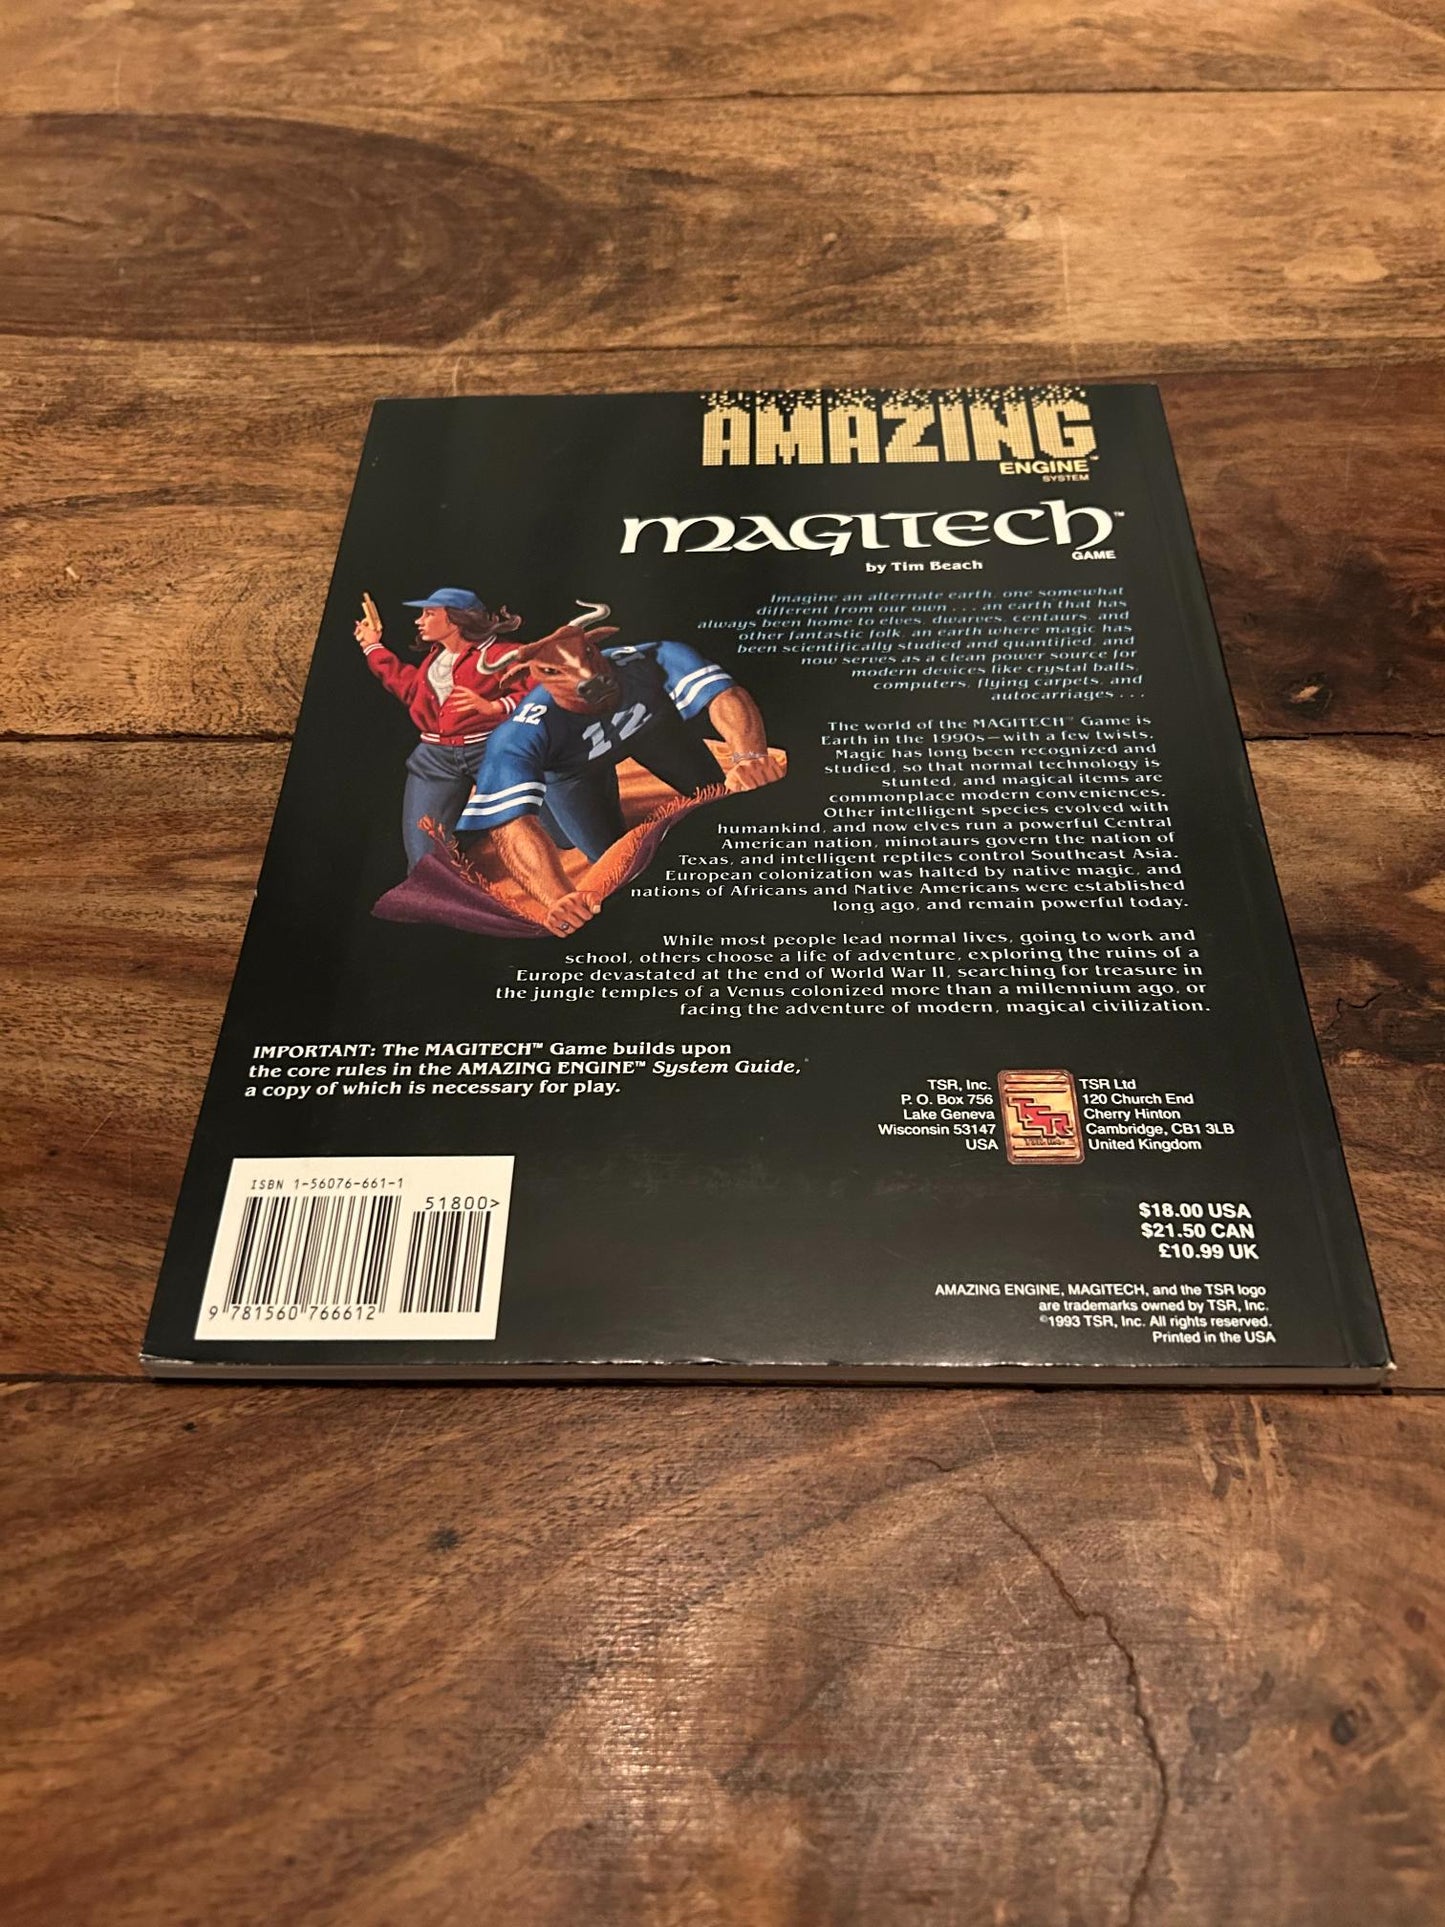 AMAZING
ENGINE™
SYSTEM
MAGITECH™
GAME
by Tim Beach
Imagine an alternate earth, one somewhat
different from our own . . . an earth that has
always been home to elves, dwarves, centaurs, and
other fantastic folk, an earth where magic has
been scientifically studied and quantified, and
now serves as a clean power source for
modern devices like crystal balls,
computers, flying carpets, and
autocarriages . . .
The world of the MAGITECH™ Game is
Earth in the 1990s—with a few twists.
Magic has long been recognized and
studied, so that normal technology is
stunted, and magical items are
commonplace modern conveniences.
Other intelligent species evolved with
humankind, and now elves run a powerful Central
American nation, minotaurs govern the nation of
Texas, and intelligent reptiles control Southeast Asia.
European colonization was halted by native magic, and
nations of Africans and Native Americans were established
long ago, and remain powerful today.
While most people lead normal lives, going to work and
school, others choose a life of adventure, exploring the ruins of a
Europe devastated at the end of World War II, searching for treasure in
the jungle temples of a Venus colonized more than a millennium ago, or
facing the adventure of modern, magical civilization.
12
12
12
IMPORTANT: The MAGITECH™ Game builds upon
the core rules in the AMAZING ENGINE™ System Guide,
a copy of which is necessary for play.
TSR, Inc.
P. O. Box 756
Lake Geneva
Wisconsin 53147
USA
TSR
TSR Ltd
120 Church End
Cherry Hinton
Cambridge, CB1 3LB
United Kingdom
ISBN 1-56076-661-1
51800>
9 781560 766612
$18.00 USA
$21.50 CAN
£10.99 UK
AMAZING ENGINE, MAGITECH, and the TSR logo
are trademarks owned by TSR, Inc.
©1993 TSR, Inc. All rights reserved.
Printed in the USA